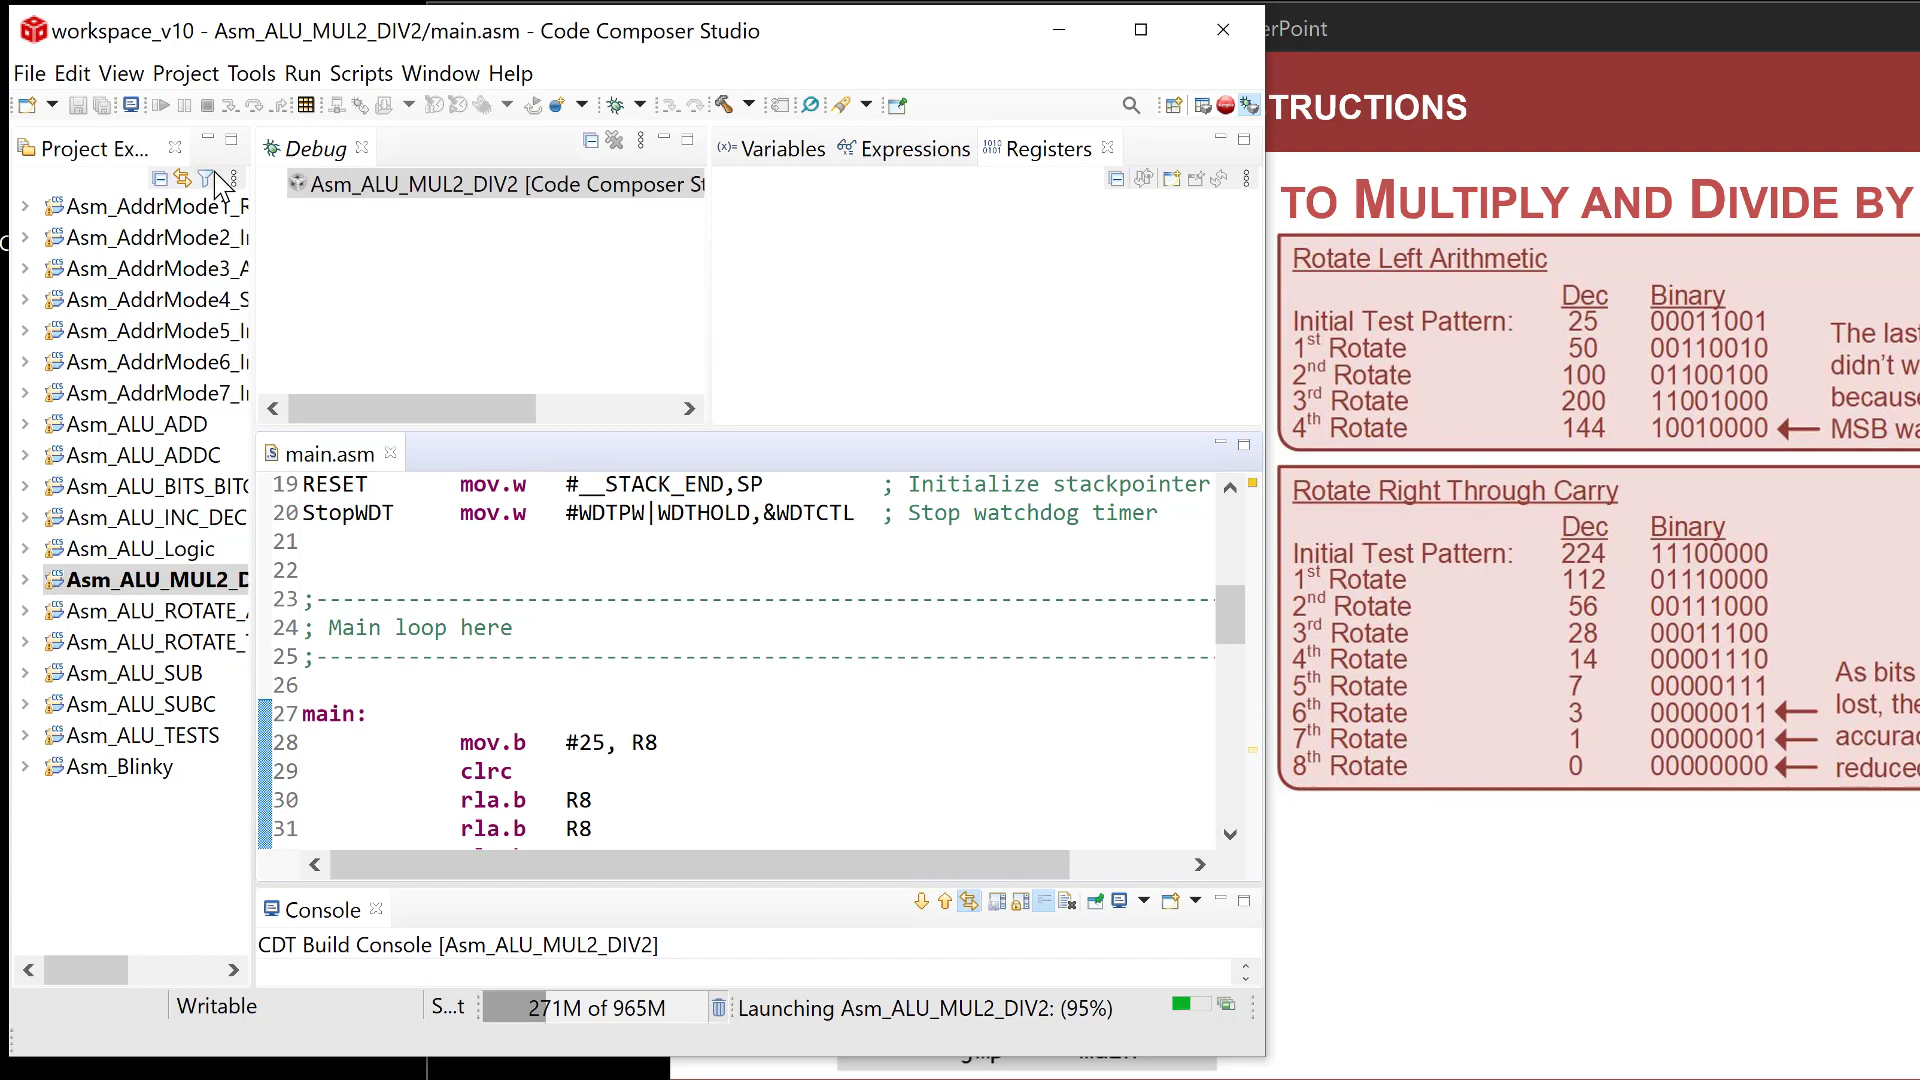 workspace_v10 - Asm_ALU_MUL2_DIV2/main.asm - Code Composer Studio
File Edit View Project Tools Run Scripts Window Help
Project Ex...
Asm_AddrMode1_R
Asm_AddrMode2_I
Asm_AddrMode3_A
Asm_AddrMode4_S
Asm_AddrMode5_I
Asm_AddrMode6_I
Asm_AddrMode7_I
Asm_ALU_ADD
Asm_ALU_ADDC
Asm_ALU_BITS_BITC
Asm_ALU_INC_DEC
Asm_ALU_Logic
Asm_ALU_MUL2_D
Asm_ALU_ROTATE_
Asm_ALU_ROTATE_
Asm_ALU_SUB
Asm_ALU_SUBC
Asm_ALU_TESTS
Asm_Blinky
Debug
Asm_ALU_MUL2_DIV2 [Code Composer St
(x)= Variables Expressions Registers
main.asm
19 RESET mov.w #__STACK_END,SP ; Initialize stackpointer
20 StopWDT mov.w #WDTPW|WDTHOLD,&WDTCTL ; Stop watchdog timer
21
22
23 ;-------------------------------------------------------------------------
24 ; Main loop here
25 ;-------------------------------------------------------------------------
26
27 main:
28 mov.b #25, R8
29 clrc
30 rla.b R8
31 rla.b R8
Console
CDT Build Console [Asm_ALU_MUL2_DIV2]
Writable S...t 271M of 965M Launching Asm_ALU_MUL2_DIV2: (95%)
erPoint
TRUCTIONS
TO MULTIPLY AND DIVIDE BY
Rotate Left Arithmetic
Dec Binary
Initial Test Pattern: 25 00011001
1st Rotate 50 00110010
2nd Rotate 100 01100100
3rd Rotate 200 11001000
4th Rotate 144 10010000
The last
didn't w
because
MSB wa
Rotate Right Through Carry
Dec Binary
Initial Test Pattern: 224 11100000
1st Rotate 112 01110000
2nd Rotate 56 00111000
3rd Rotate 28 00011100
4th Rotate 14 00001110
5th Rotate 7 00000111
6th Rotate 3 00000011
7th Rotate 1 00000001
8th Rotate 0 00000000
As bits
lost, the
accurac
reduced